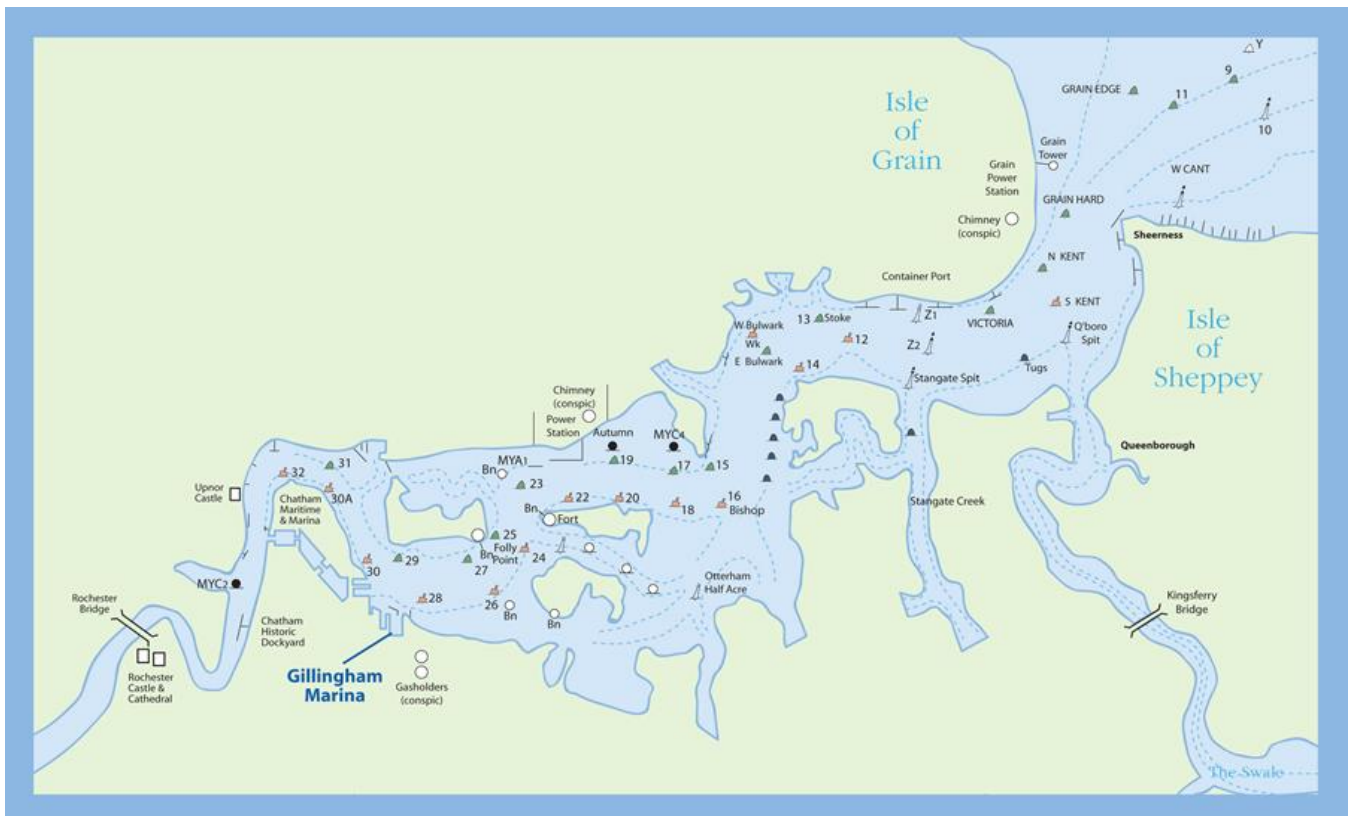 Y
9
GRAIN EDGE
11
10
Isle
of
Grain
Grain
Tower
Grain
Power
Station
W CANT
GRAIN HARD
Chimney
(conspic)
Sheerness
N KENT
Container Port
S KENT
13
Stoke
Z1
VICTORIA
Q'boro
Spit
Isle
of
Sheppey
W Bulwark
Wk
E Bulwark
12
Z2
14
Tugs
Stangate Spit
Chimney
(conspic)
Power
Station
Autumn
MYC4
MYA1
Bn
19
17
15
Queenborough
32
31
30A
23
22
20
18
16
Bishop
Upnor
Castle
Chatham
Maritime
& Marina
Stangate Creek
Bn
Fort
25
Bn
Folly
Point
24
30
29
27
MYC2
28
26
Bn
Bn
Otterham
Half Acre
Rochester
Bridge
Kingsferry
Bridge
Chatham
Historic
Dockyard
Rochester
Castle &
Cathedral
Gillingham
Marina
Gasholders
(conspic)
The Swale